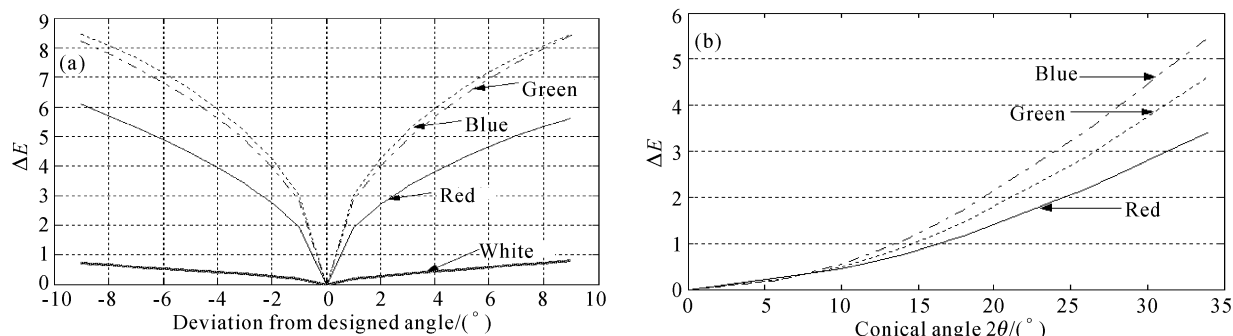 (a)
ΔE
9
8
7
6
5
4
3
2
1
0
Green
Blue
Red
White
-10 -8 -6 -4 -2 0 2 4 6 8 10
Deviation from designed angle/(°)
(b)
ΔE
6
5
4
3
2
1
0
Blue
Green
Red
0 5 10 15 20 25 30 35
Conical angle 2θ/(°)